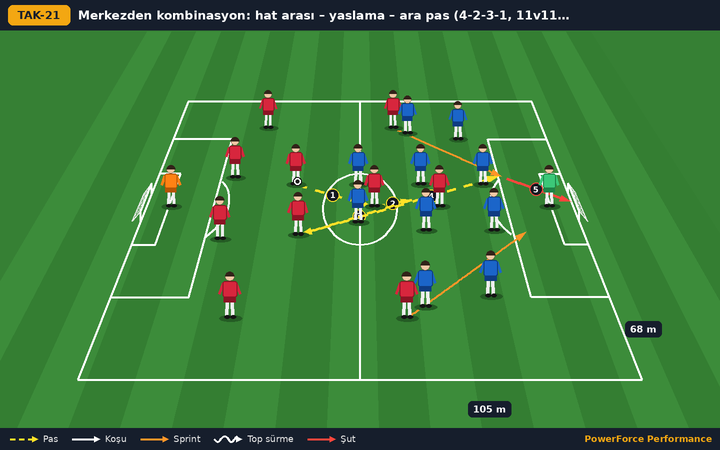 TAK-21
Merkezden kombinasyon: hat arası – yaslama – ara pas (4-2-3-1, 11v11…
1
2
5
68 m
105 m
Pas
Koşu
Sprint
Top sürme
Şut
PowerForce Performance